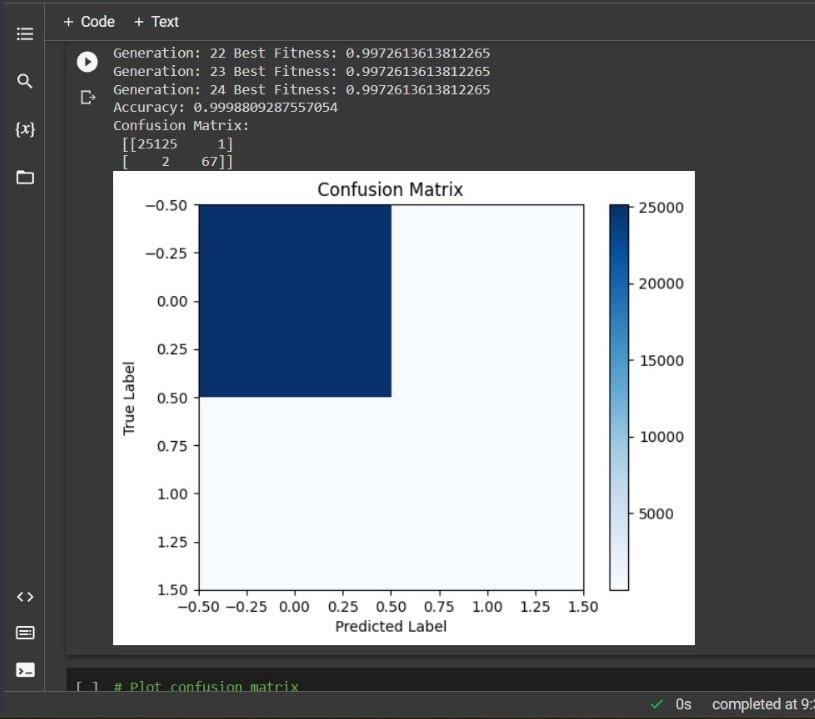 + Code + Text
Generation: 22 Best Fitness: 0.9972613613812265
Generation: 23 Best Fitness: 0.9972613613812265
Generation: 24 Best Fitness: 0.9972613613812265
Accuracy: 0.9998809287557054
Confusion Matrix:
[[25125 1]
[ 2 67]]
{x}
Confusion Matrix
−0.50
−0.25
0.00
0.25
0.50
0.75
1.00
1.25
1.50
True Label
−0.50 −0.25 0.00 0.25 0.50 0.75 1.00 1.25 1.50
Predicted Label
25000
20000
15000
10000
5000
[ ] # Plot confusion matrix
0s completed at 9: